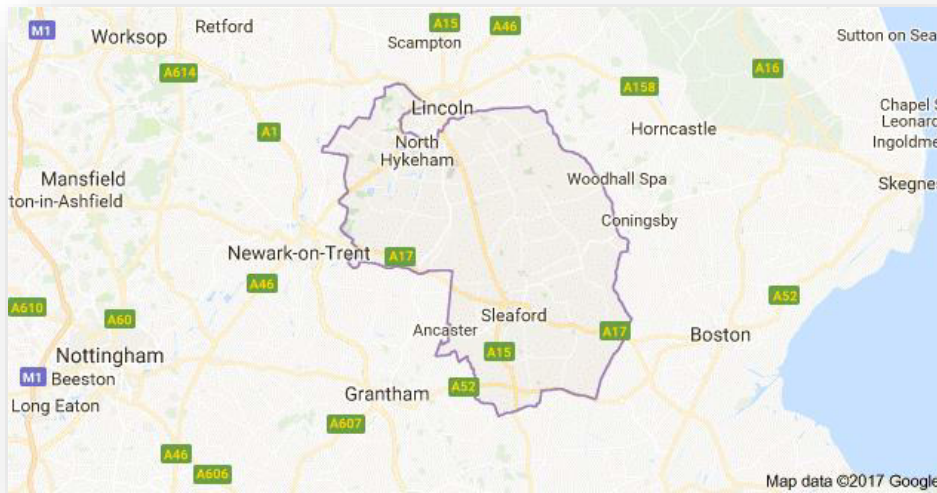 M1
Retford
A15
A46
Worksop
Scampton
Sutton on Sea
A614
A16
A158
Lincoln
Chapel S
Leonard
A1
Horncastle
North
Hykeham
Ingoldme
Mansfield
Woodhall Spa
Skegnes
ton-in-Ashfield
Coningsby
Newark-on-Trent
A17
A46
A52
A610
A60
Sleaford
Ancaster
A17
Boston
Nottingham
A15
M1
Beeston
A52
Grantham
Long Eaton
A607
A46
A606
Map data ©2017 Google